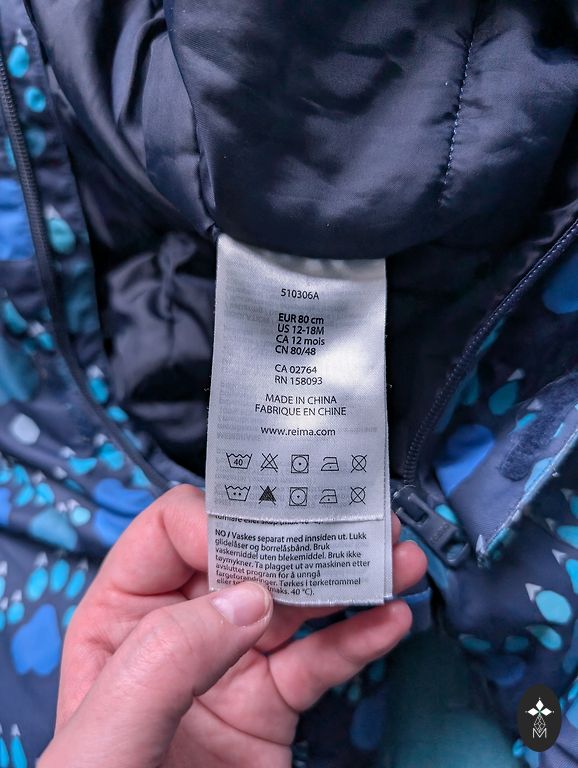 510306A
EUR 80 cm
US 12-18M
CA 12 mois
CN 80/48
CA 02764
RN 158093
MADE IN CHINA
FABRIQUE EN CHINE
www.reima.com
40
NO / Vaskes separat med innsiden ut. Lukk
glidelåser og borrelåsbånd. Bruk
vaskemiddel uten blekemiddel. Bruk ikke
tøymykner. Ta plagget ut av maskinen etter
avsluttet program for å unngå
fargeforandringer. Tørkes i tørketrommel
maks. 40 °C).
M